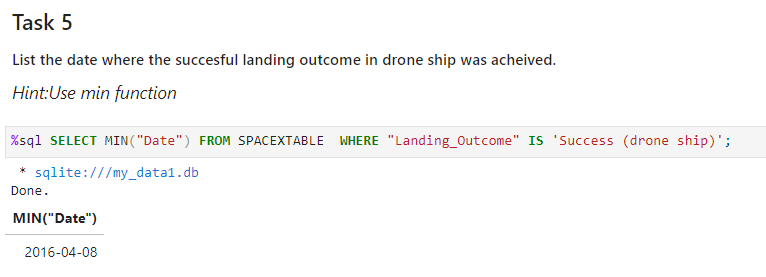 Task 5
List the date where the succesful landing outcome in drone ship was acheived.
Hint:Use min function
%sql SELECT MIN("Date") FROM SPACEXTABLE  WHERE "Landing_Outcome" IS 'Success (drone ship)';
* sqlite:///my_data1.db
Done.
MIN("Date")
2016-04-08